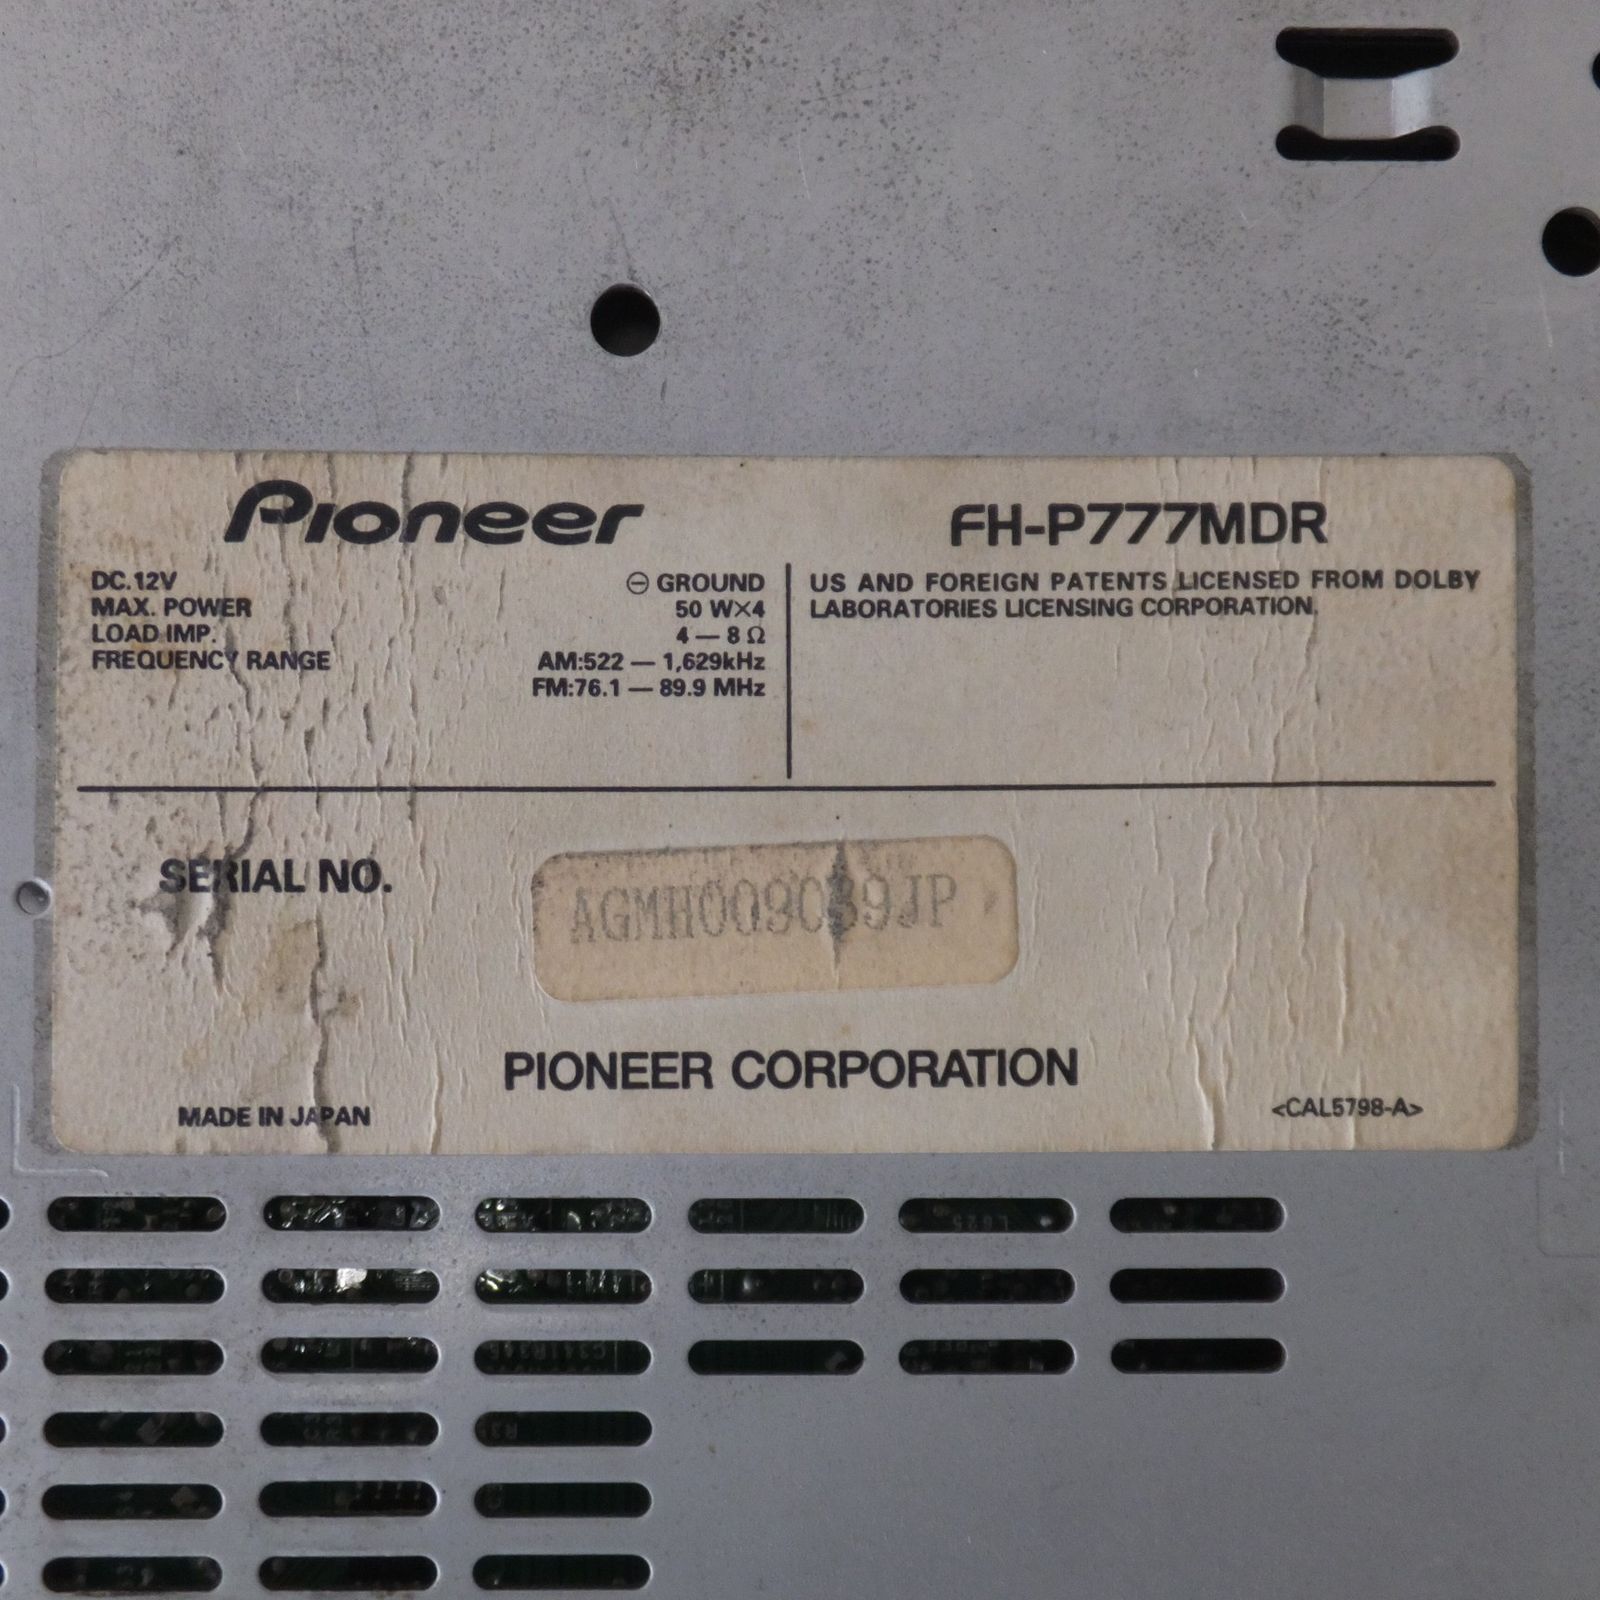 Pioneer
FH-P777MDR
DC.12V ⊖ GROUND
MAX. POWER 50 W×4
LOAD IMP. 4 — 8 Ω
FREQUENCY RANGE AM:522 — 1,629kHz
FM:76.1 — 89.9 MHz
US AND FOREIGN PATENTS LICENSED FROM DOLBY
LABORATORIES LICENSING CORPORATION.
SERIAL NO.
PIONEER CORPORATION
MADE IN JAPAN
<CAL5798-A>
L625